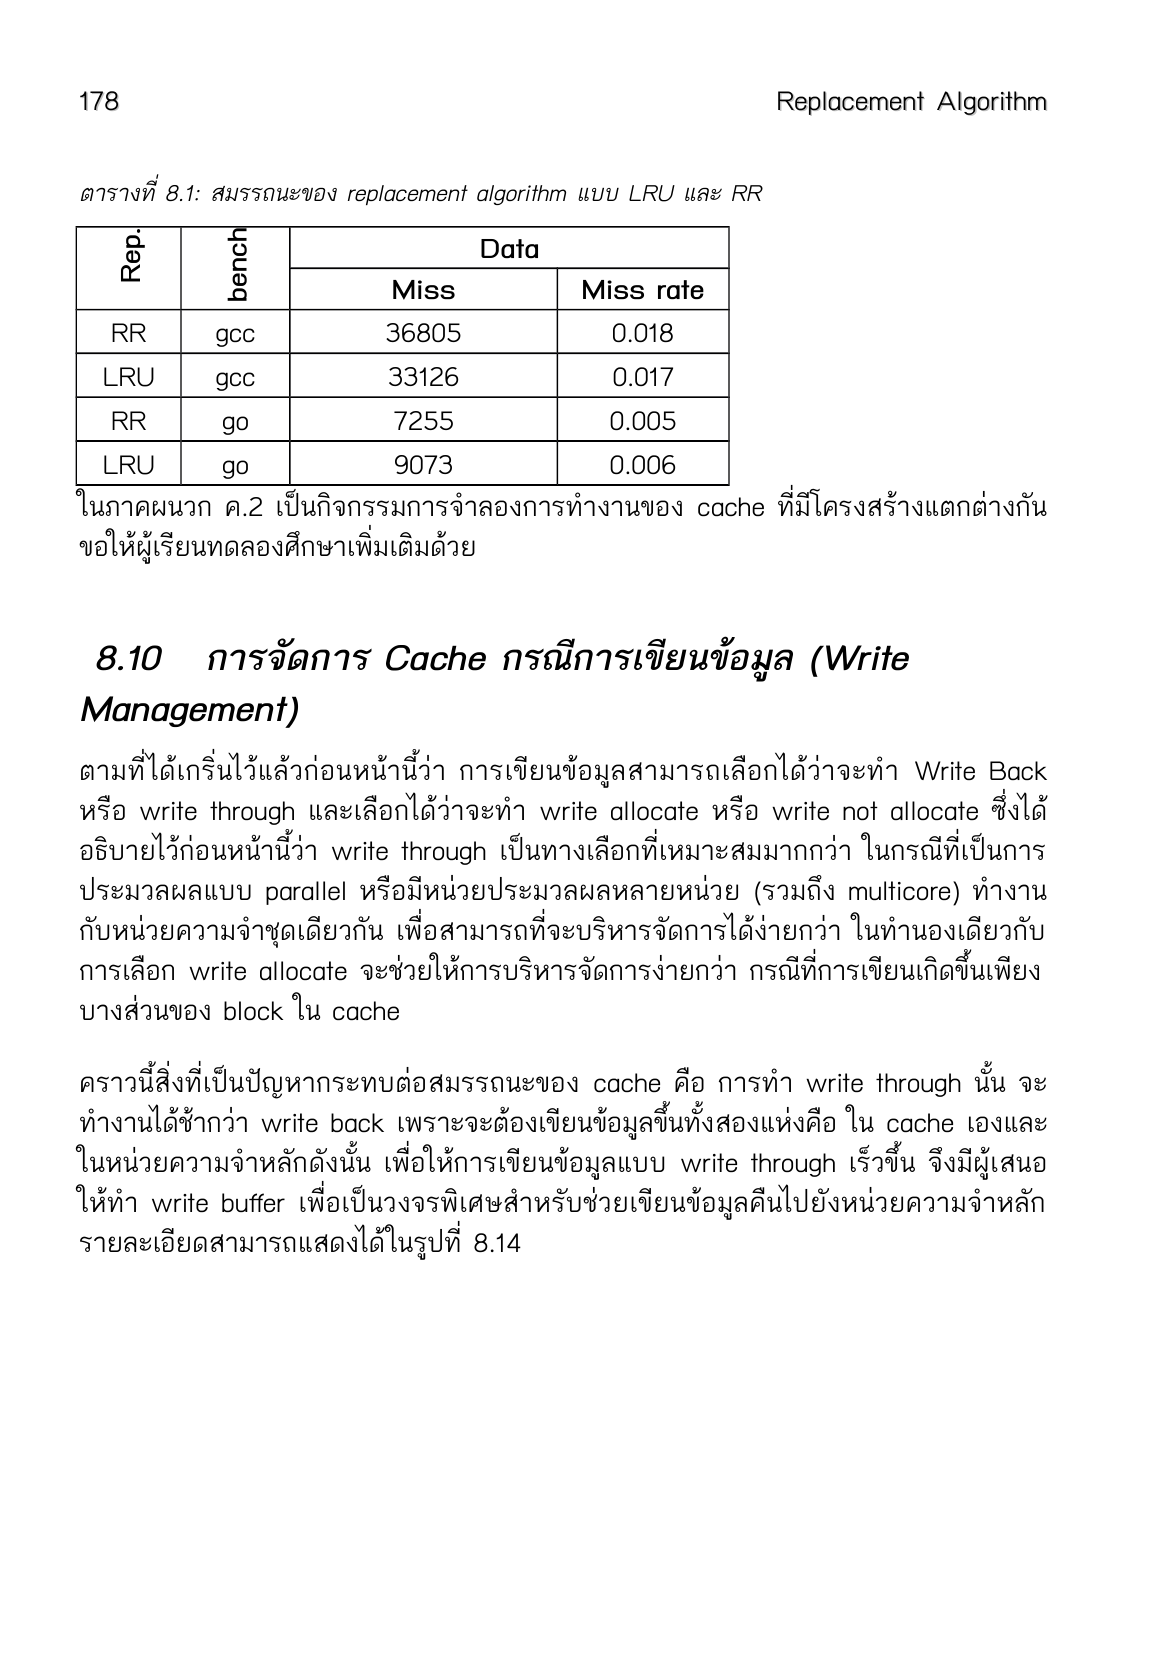 178 Replacement Algorithm
ตารางที่ 8.1: สมรรถนะของ replacement algorithm แบบ LRU และ RR
Rep. bench Data
Miss Miss rate
RR gcc 36805 0.018
LRU gcc 33126 0.017
RR go 7255 0.005
LRU go 9073 0.006
ในภาคผนวก ค.2 เป็นกิจกรรมการจำลองการทำงานของ cache ที่มีโครงสร้างแตกต่างกัน
ขอให้ผู้เรียนทดลองศึกษาเพิ่มเติมด้วย
8.10 การจัดการ Cache กรณีการเขียนข้อมูล (Write
Management)
ตามที่ได้เกริ่นไว้แล้วก่อนหน้านี้ว่า การเขียนข้อมูลสามารถเลือกได้ว่าจะทำ Write Back
หรือ write through และเลือกได้ว่าจะทำ write allocate หรือ write not allocate ซึ่งได้
อธิบายไว้ก่อนหน้านี้ว่า write through เป็นทางเลือกที่เหมาะสมมากกว่า ในกรณีที่เป็นการ
ประมวลผลแบบ parallel หรือมีหน่วยประมวลผลหลายหน่วย (รวมถึง multicore) ทำงาน
กับหน่วยความจำชุดเดียวกัน เพื่อสามารถที่จะบริหารจัดการได้ง่ายกว่า ในทำนองเดียวกับ
การเลือก write allocate จะช่วยให้การบริหารจัดการง่ายกว่า กรณีที่การเขียนเกิดขึ้นเพียง
บางส่วนของ block ใน cache
คราวนี้สิ่งที่เป็นปัญหากระทบต่อสมรรถนะของ cache คือ การทำ write through นั้น จะ
ทำงานได้ช้ากว่า write back เพราะจะต้องเขียนข้อมูลขึ้นทั้งสองแห่งคือ ใน cache เองและ
ในหน่วยความจำหลักดังนั้น เพื่อให้การเขียนข้อมูลแบบ write through เร็วขึ้น จึงมีผู้เสนอ
ให้ทำ write buffer เพื่อเป็นวงจรพิเศษสำหรับช่วยเขียนข้อมูลคืนไปยังหน่วยความจำหลัก
รายละเอียดสามารถแสดงได้ในรูปที่ 8.14